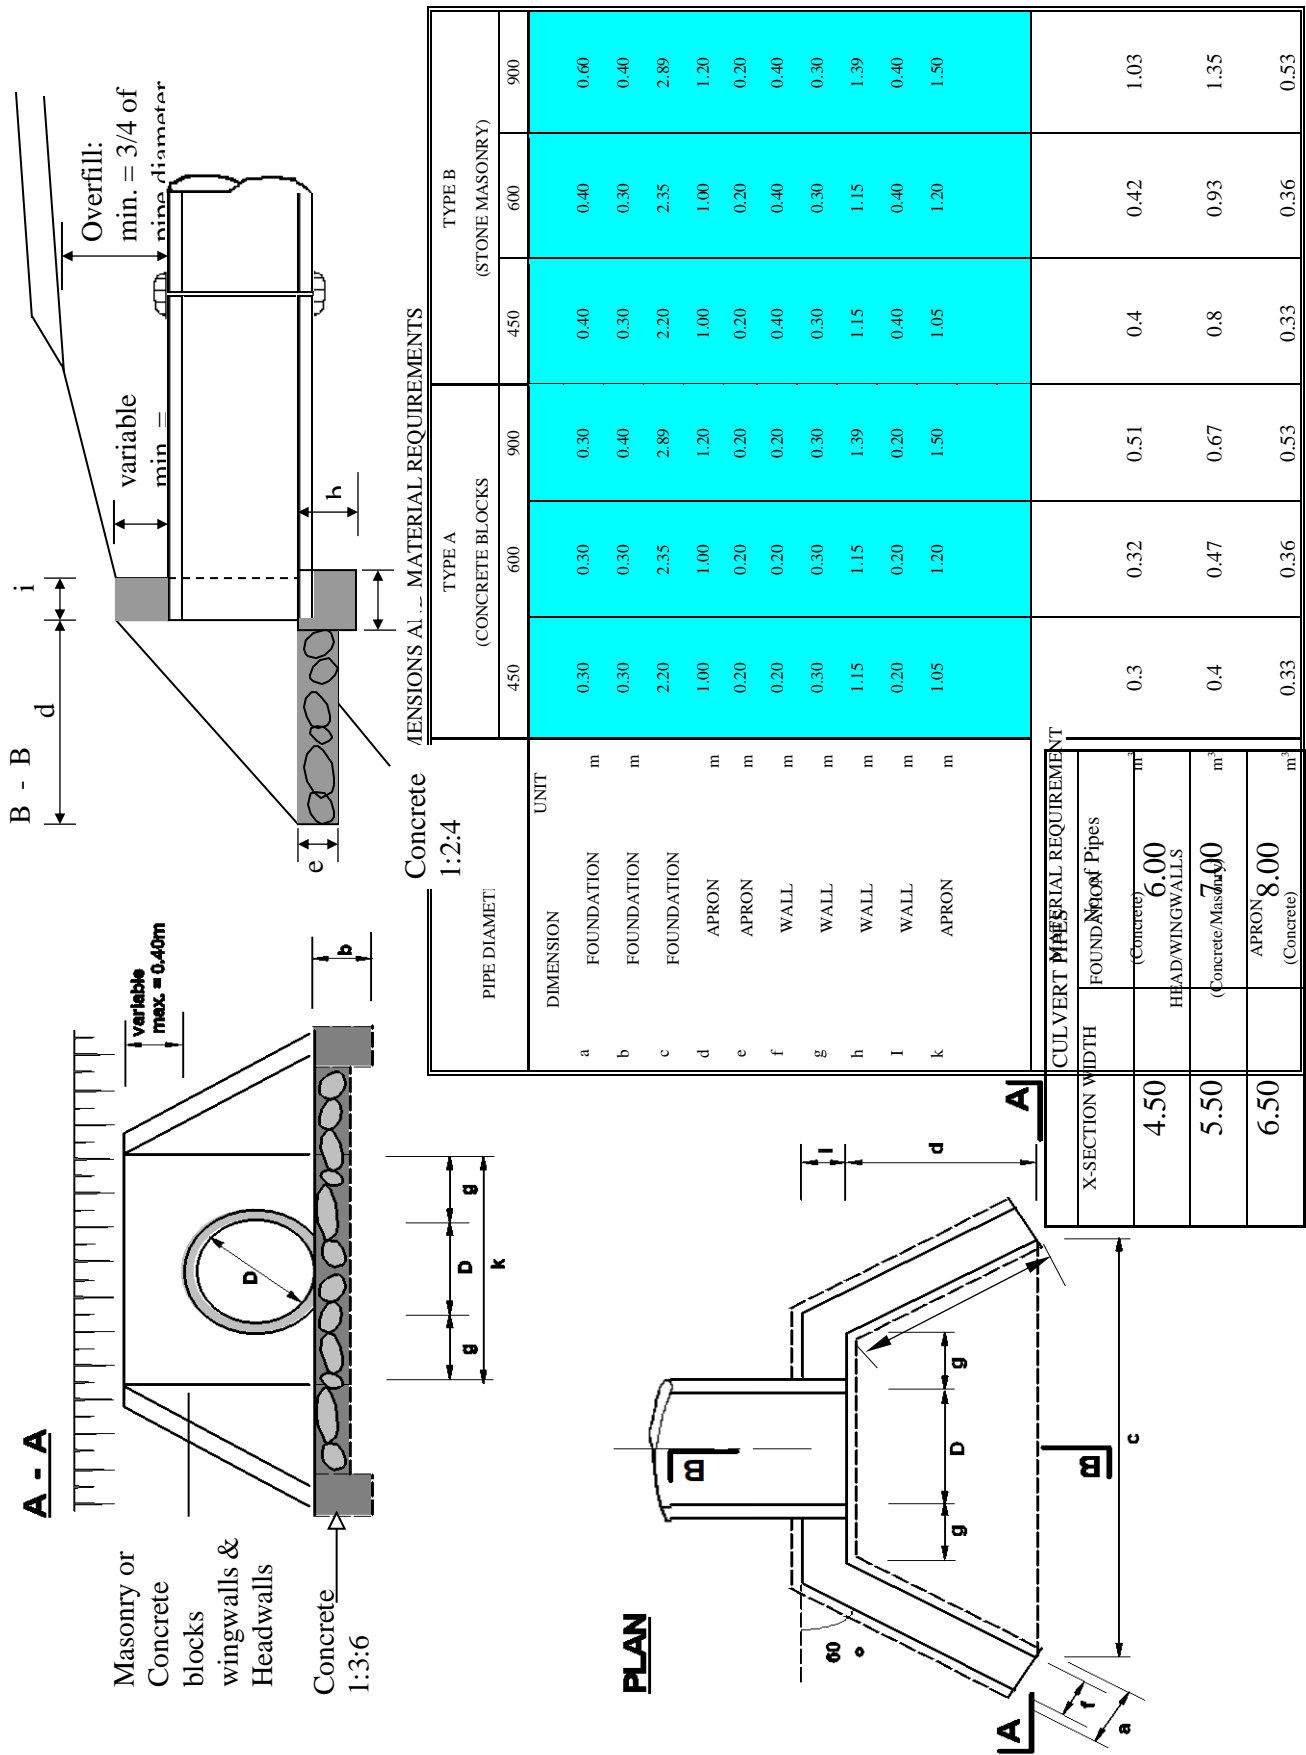 A - A
variable
max. = 0.40m
b
D
g
D
g
k
Masonry or
Concrete
blocks
wingwalls &
Headwalls
Concrete
1:3:6
B - B
d
i
e
variable
min =
Overfill:
min. = 3/4 of
pipe diameter
Concrete
1:2:4
PLAN
60
o
B
B
A
A
g
D
g
c
l
d
f
a
MATERIAL REQUIREMENTS
PIPE DIAMET
TYPE A
(CONCRETE BLOCKS
TYPE B
(STONE MASONRY)
450 600 900 450 600 900
DIMENSION UNIT
a FOUNDATION m 0.30 0.30 0.30 0.40 0.40 0.60
b FOUNDATION m 0.30 0.30 0.40 0.30 0.30 0.40
c FOUNDATION 2.20 2.35 2.89 2.20 2.35 2.89
d APRON m 1.00 1.00 1.20 1.00 1.00 1.20
e APRON m 0.20 0.20 0.20 0.20 0.20 0.20
f WALL m 0.20 0.20 0.20 0.40 0.40 0.40
g WALL m 0.30 0.30 0.30 0.30 0.30 0.30
h WALL m 1.15 1.15 1.39 1.15 1.15 1.39
I WALL m 0.20 0.20 0.20 0.40 0.40 0.40
k APRON m 1.05 1.20 1.50 1.05 1.20 1.50
MATERIAL REQUIREMENT
FOUNDATION
(Concrete) m³ 0.3 0.32 0.51 0.4 0.42 1.03
HEAD/WINGWALLS
(Concrete/Masonry) m³ 0.4 0.47 0.67 0.8 0.93 1.35
APRON
(Concrete) m³ 0.33 0.36 0.53 0.33 0.36 0.53
CULVERT PIPES
X-SECTION WIDTH No. of Pipes
4.50 6.00
5.50 7.00
6.50 8.00